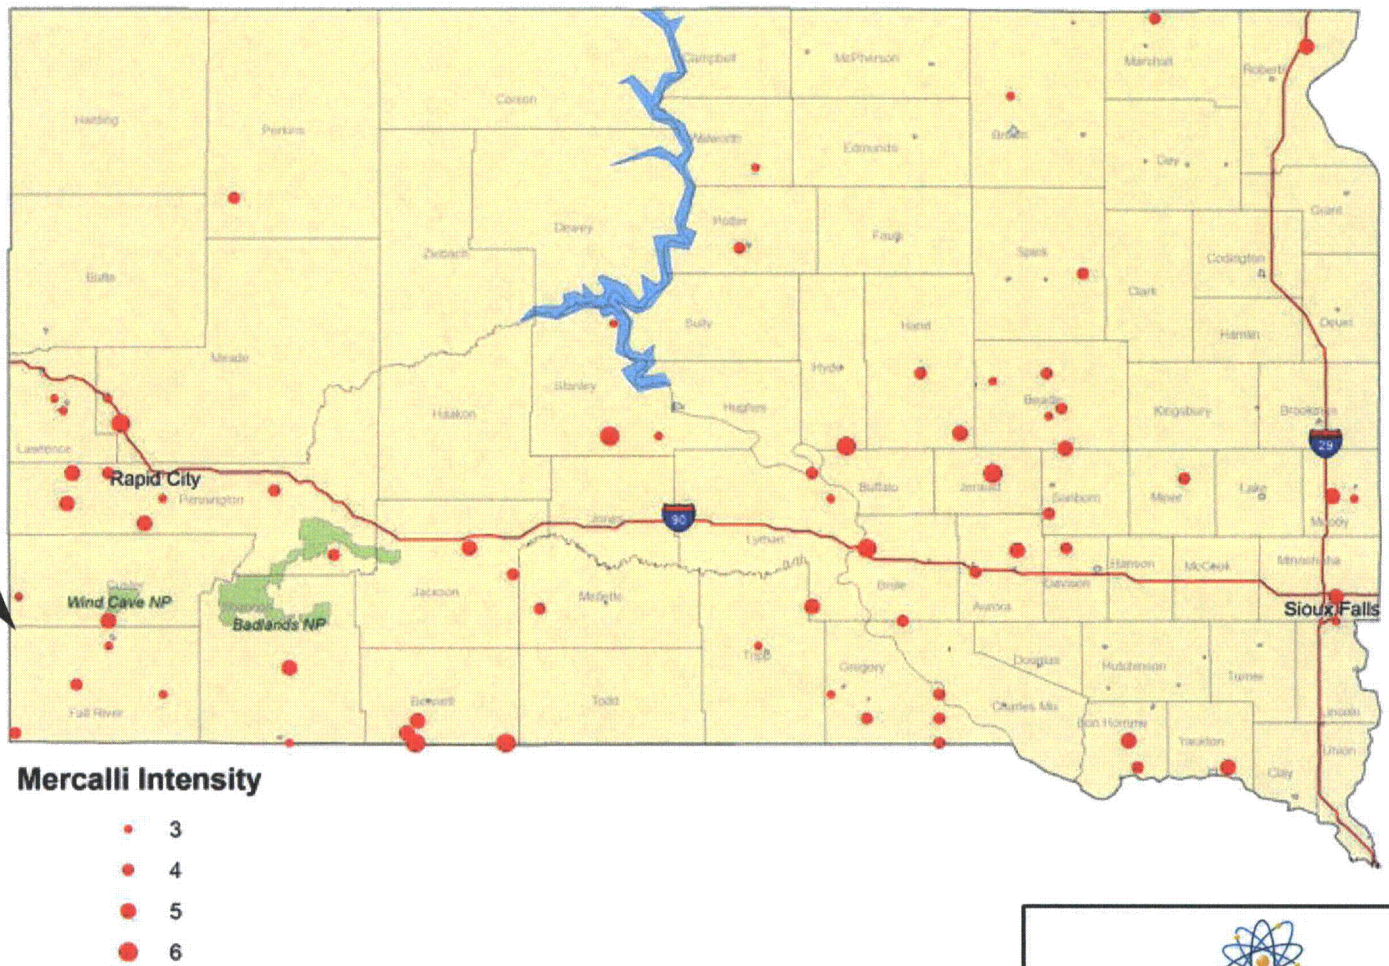 Campbell
McPherson
Marshall
Roberts
Corson
Harding
Perkins
Walworth
Edmunds
Brown
Day
Grant
Dewey
Potter
Faulk
Spink
Codington
Ziebach
Butte
Clark
Sully
Hand
Hamlin
Deuel
Meade
Hyde
Stanley
Haakon
Hughes
Beadle
Kingsbury
Brookings
Lawrence
29
Rapid City
Pennington
Buffalo
Jerauld
Sanborn
Miner
Lake
90
Jones
Lyman
Moody
Hanson
McCook
Minnehaha
Custer
Wind Cave NP
Shannon
Badlands NP
Jackson
Mellette
Brule
Aurora
Davison
Sioux Falls
Tripp
Gregory
Douglas
Hutchinson
Turner
Fall River
Bennett
Todd
Charles Mix
Bon Homme
Yankton
Lincoln
Clay
Union
Mercalli Intensity
3
4
5
6